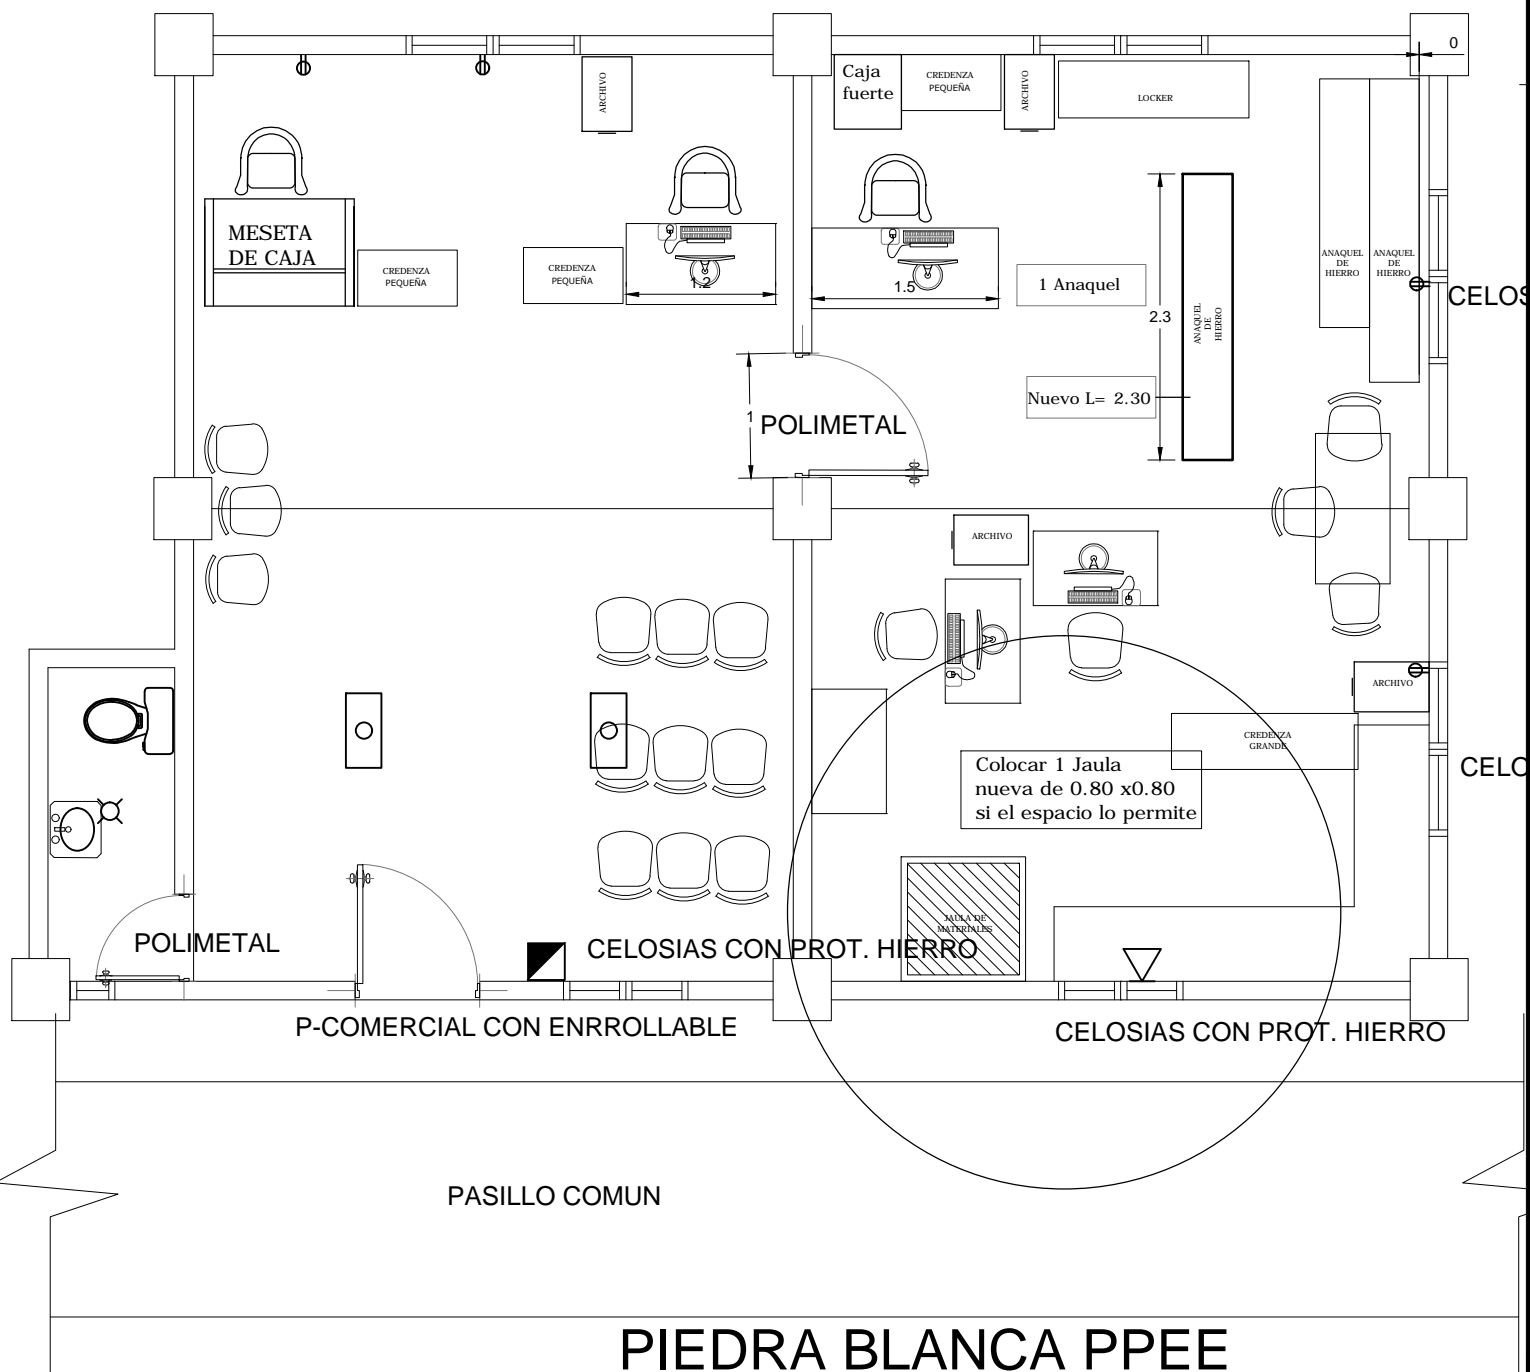 0
Caja
fuerte
CREDENZA
PEQUEÑA
ARCHIVO
ARCHIVO
LOCKER
MESETA
DE CAJA
CREDENZA
PEQUEÑA
CREDENZA
PEQUEÑA
1.2
1.5
1 Anaquel
2.3
ANAQUEL
DE
HIERRO
ANAQUEL
DE
HIERRO
ANAQUEL
DE
HIERRO
CELOS
Nuevo L= 2.30
1
POLIMETAL
ARCHIVO
ARCHIVO
CREDENZA
GRANDE
Colocar 1 Jaula
nueva de 0.80 x0.80
si el espacio lo permite
CELO
JAULA DE
MATERIALES
POLIMETAL
CELOSIAS CON PROT. HIERRO
P-COMERCIAL CON ENRROLLABLE
CELOSIAS CON PROT. HIERRO
PASILLO COMUN
PIEDRA BLANCA PPEE